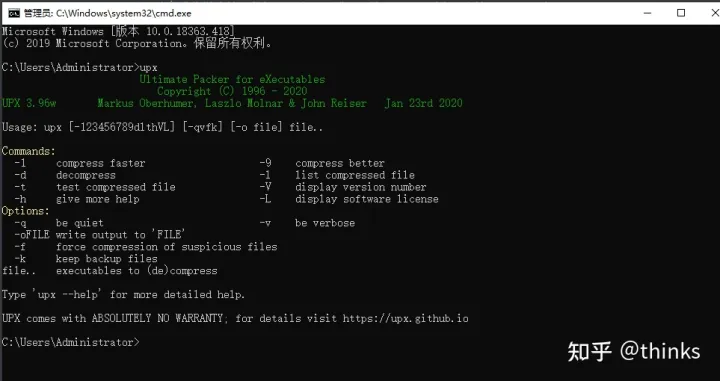 管理员: C:\Windows\system32\cmd.exe
Microsoft Windows [版本 10.0.18363.418]
(c) 2019 Microsoft Corporation。保留所有权利。
C:\Users\Administrator>upx
Ultimate Packer for eXecutables
Copyright (C) 1996 - 2020
UPX 3.96w Markus Oberhumer, Laszlo Molnar & John Reiser Jan 23rd 2020
Usage: upx [-123456789dlthVL] [-qvfk] [-o file] file..
Commands:
-1 compress faster -9 compress better
-d decompress -l list compressed file
-t test compressed file -V display version number
-h give more help -L display software license
Options:
-q be quiet -v be verbose
-oFILE write output to 'FILE'
-f force compression of suspicious files
-k keep backup files
file.. executables to (de)compress
Type 'upx --help' for more detailed help.
UPX comes with ABSOLUTELY NO WARRANTY; for details visit https://upx.github.io
C:\Users\Administrator>
知乎 @thinks